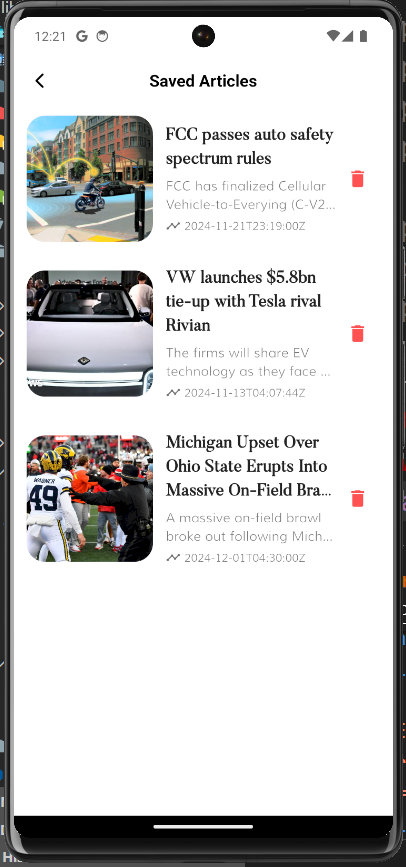 12:21
Saved Articles
FCC passes auto safety
spectrum rules
FCC has finalized Cellular
Vehicle-to-Everying (C-V2...
2024-11-21T23:19:00Z
VW launches $5.8bn
tie-up with Tesla rival
Rivian
The firms will share EV
technology as they face ...
2024-11-13T04:07:44Z
Michigan Upset Over
Ohio State Erupts Into
Massive On-Field Bra...
WAGNER
49
A massive on-field brawl
broke out following Mich...
2024-12-01T04:30:00Z